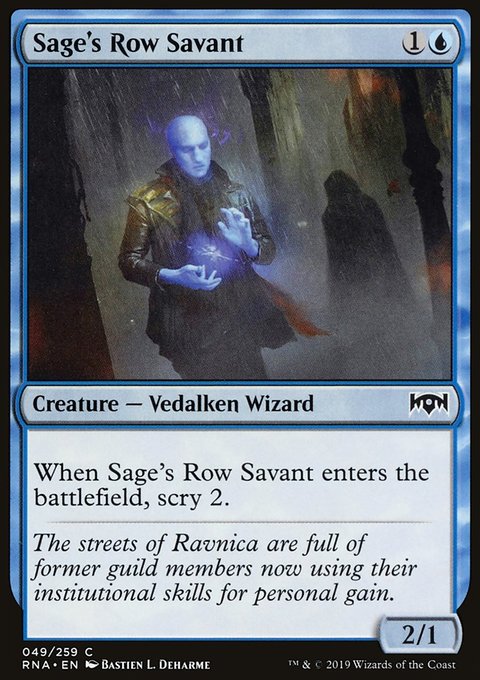 Sage's Row Savant 1
Creature — Vedalken Wizard
When Sage's Row Savant enters the
battlefield, scry 2.
The streets of Ravnica are full of
former guild members now using their
institutional skills for personal gain.
2/1
049/259 C
RNA • EN Bastien L. Deharme
™ & © 2019 Wizards of the Coast